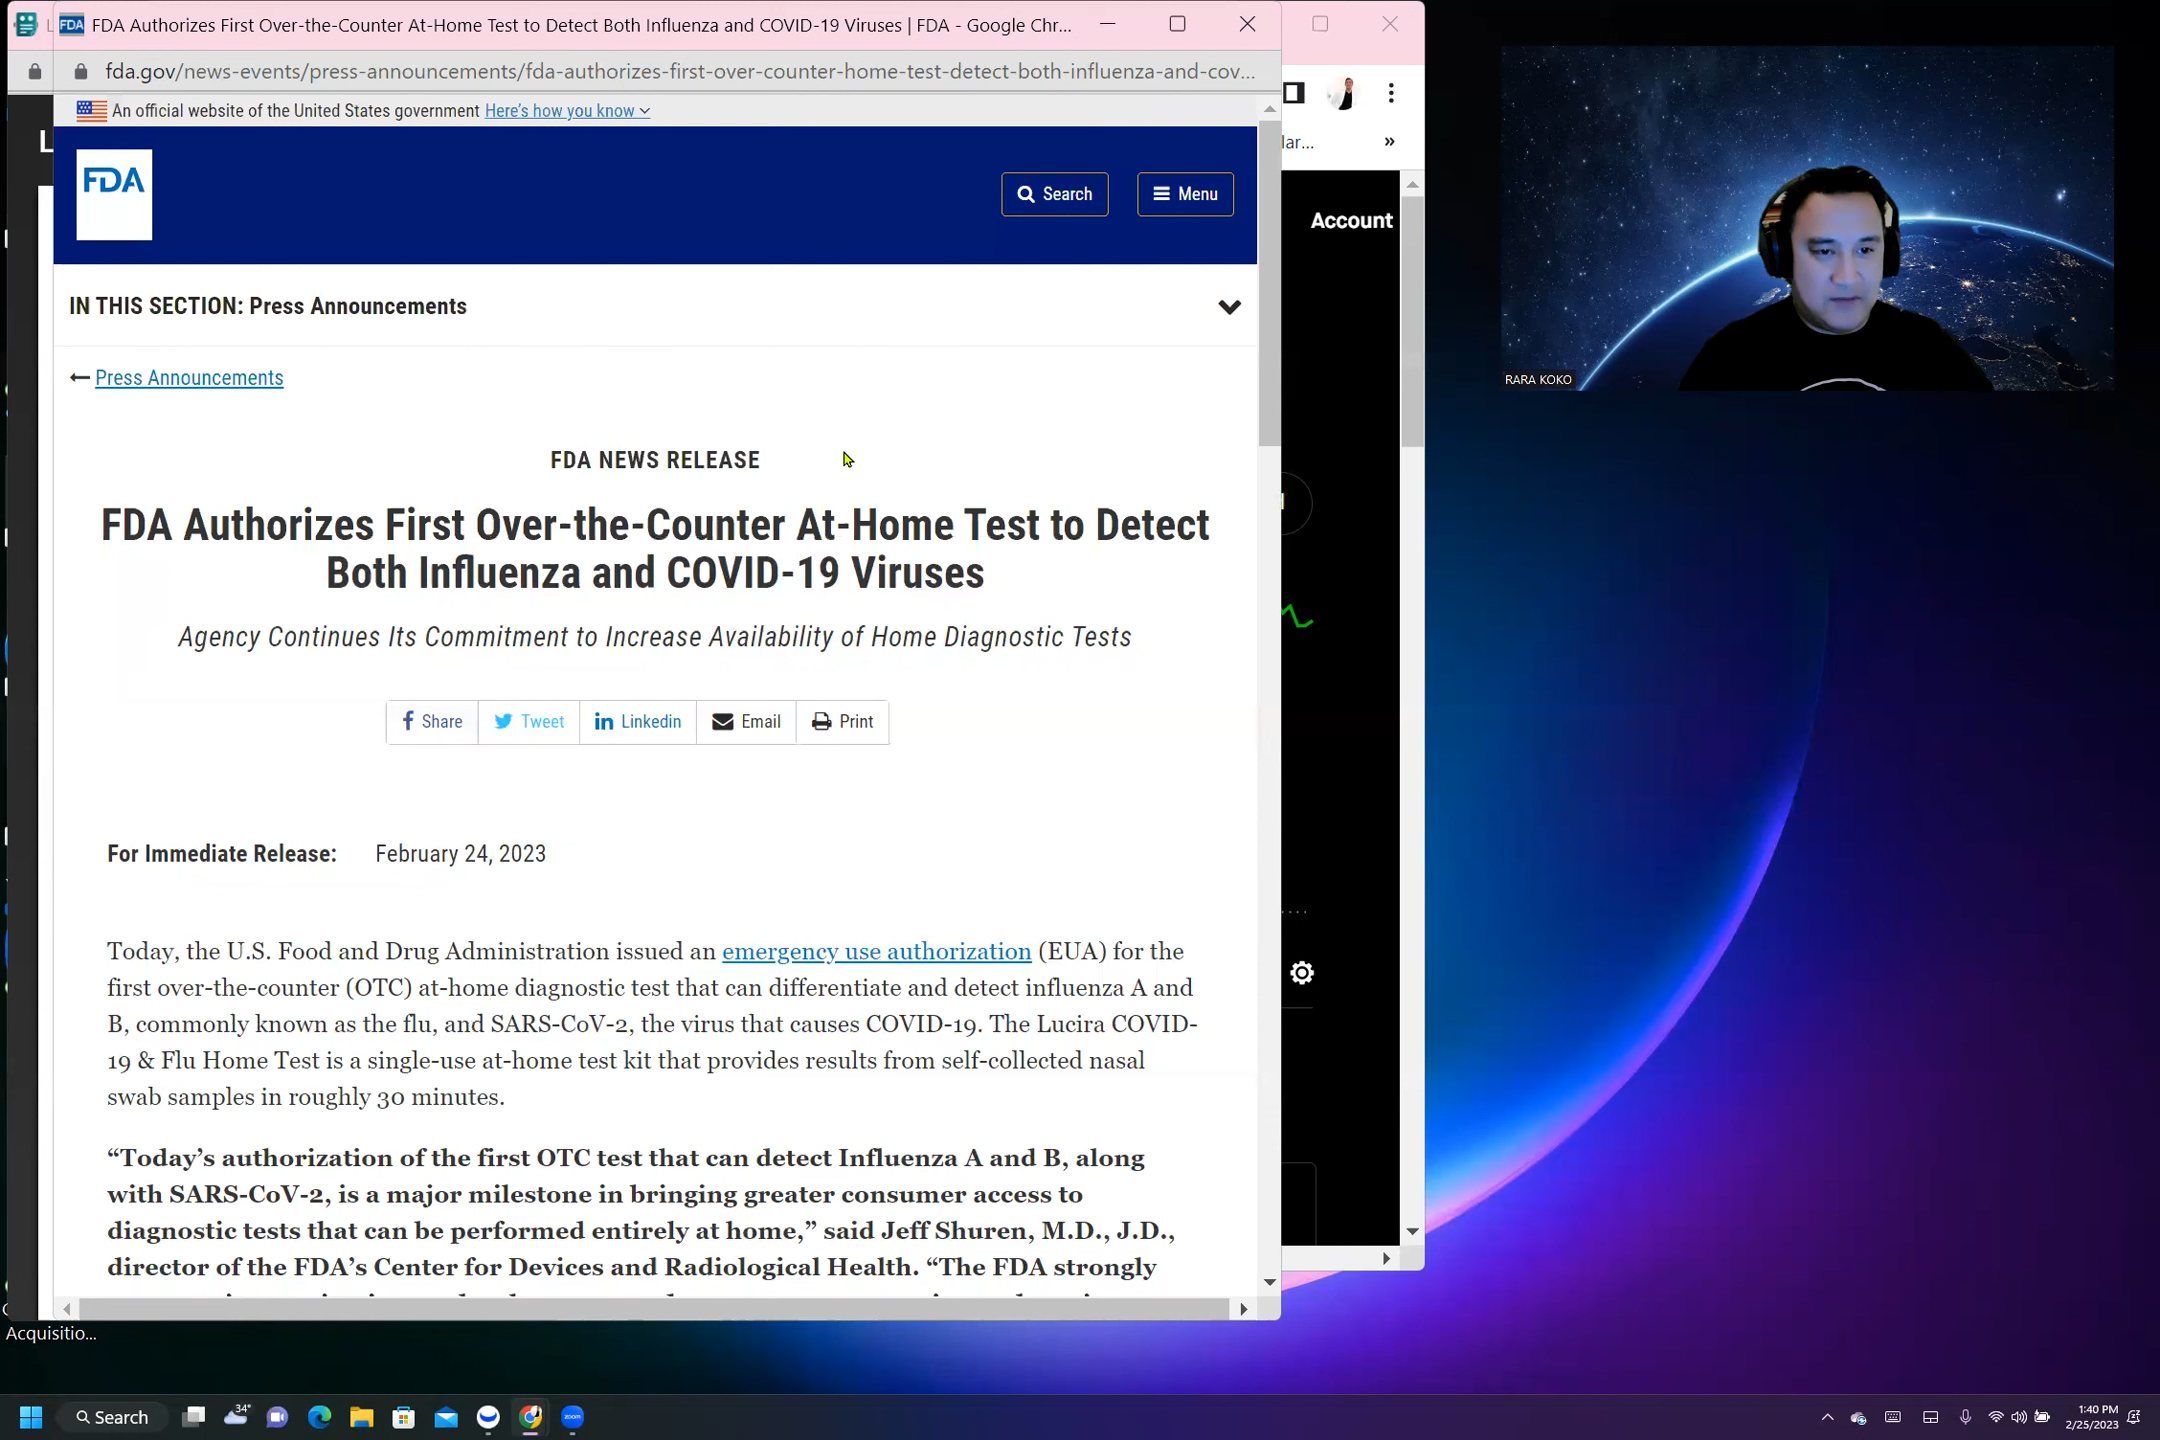 FDA Authorizes First Over-the-Counter At-Home Test to Detect Both Influenza and COVID-19 Viruses | FDA - Google Chr...
fda.gov/news-events/press-announcements/fda-authorizes-first-over-counter-home-test-detect-both-influenza-and-cov...
An official website of the United States government Here's how you know
lar... »
FDA
Search
Menu
Account
IN THIS SECTION: Press Announcements
RARA KOKO
← Press Announcements
FDA NEWS RELEASE
FDA Authorizes First Over-the-Counter At-Home Test to Detect
Both Influenza and COVID-19 Viruses
Agency Continues Its Commitment to Increase Availability of Home Diagnostic Tests
Share
Tweet
Linkedin
Email
Print
For Immediate Release: February 24, 2023
Today, the U.S. Food and Drug Administration issued an emergency use authorization (EUA) for the
first over-the-counter (OTC) at-home diagnostic test that can differentiate and detect influenza A and
B, commonly known as the flu, and SARS-CoV-2, the virus that causes COVID-19. The Lucira COVID-
19 & Flu Home Test is a single-use at-home test kit that provides results from self-collected nasal
swab samples in roughly 30 minutes.
“Today’s authorization of the first OTC test that can detect Influenza A and B, along
with SARS-CoV-2, is a major milestone in bringing greater consumer access to
diagnostic tests that can be performed entirely at home,” said Jeff Shuren, M.D., J.D.,
director of the FDA’s Center for Devices and Radiological Health. “The FDA strongly
Acquisitio...
Search
34°
zoom
1:40 PM
2/25/2023